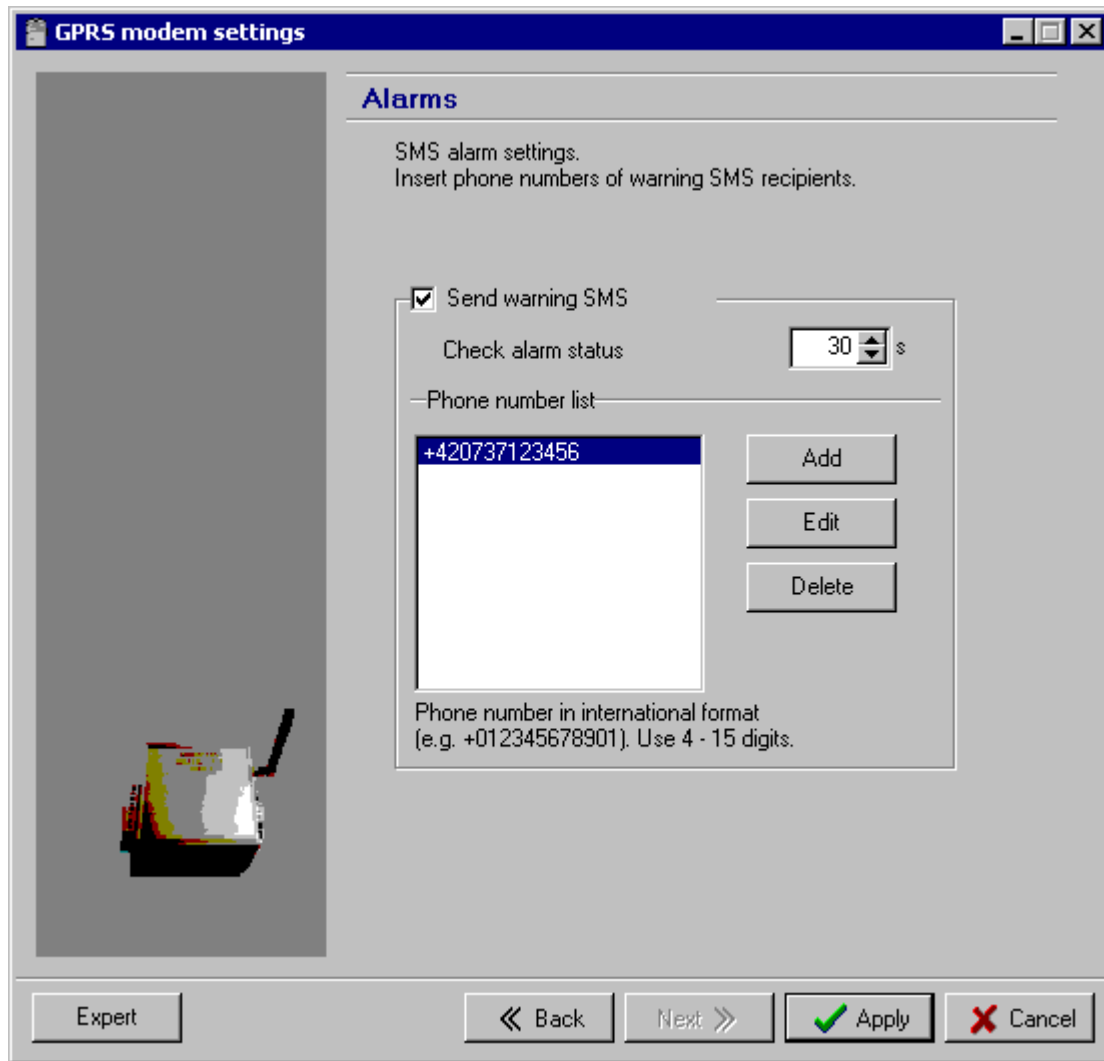 GPRS modem settings
Alarms
SMS alarm settings.
Insert phone numbers of warning SMS recipients.
Send warning SMS
Check alarm status 30 s
Phone number list
+420737123456
Add
Edit
Delete
Phone number in international format
(e.g. +012345678901). Use 4 - 15 digits.
Expert Back Next Apply Cancel